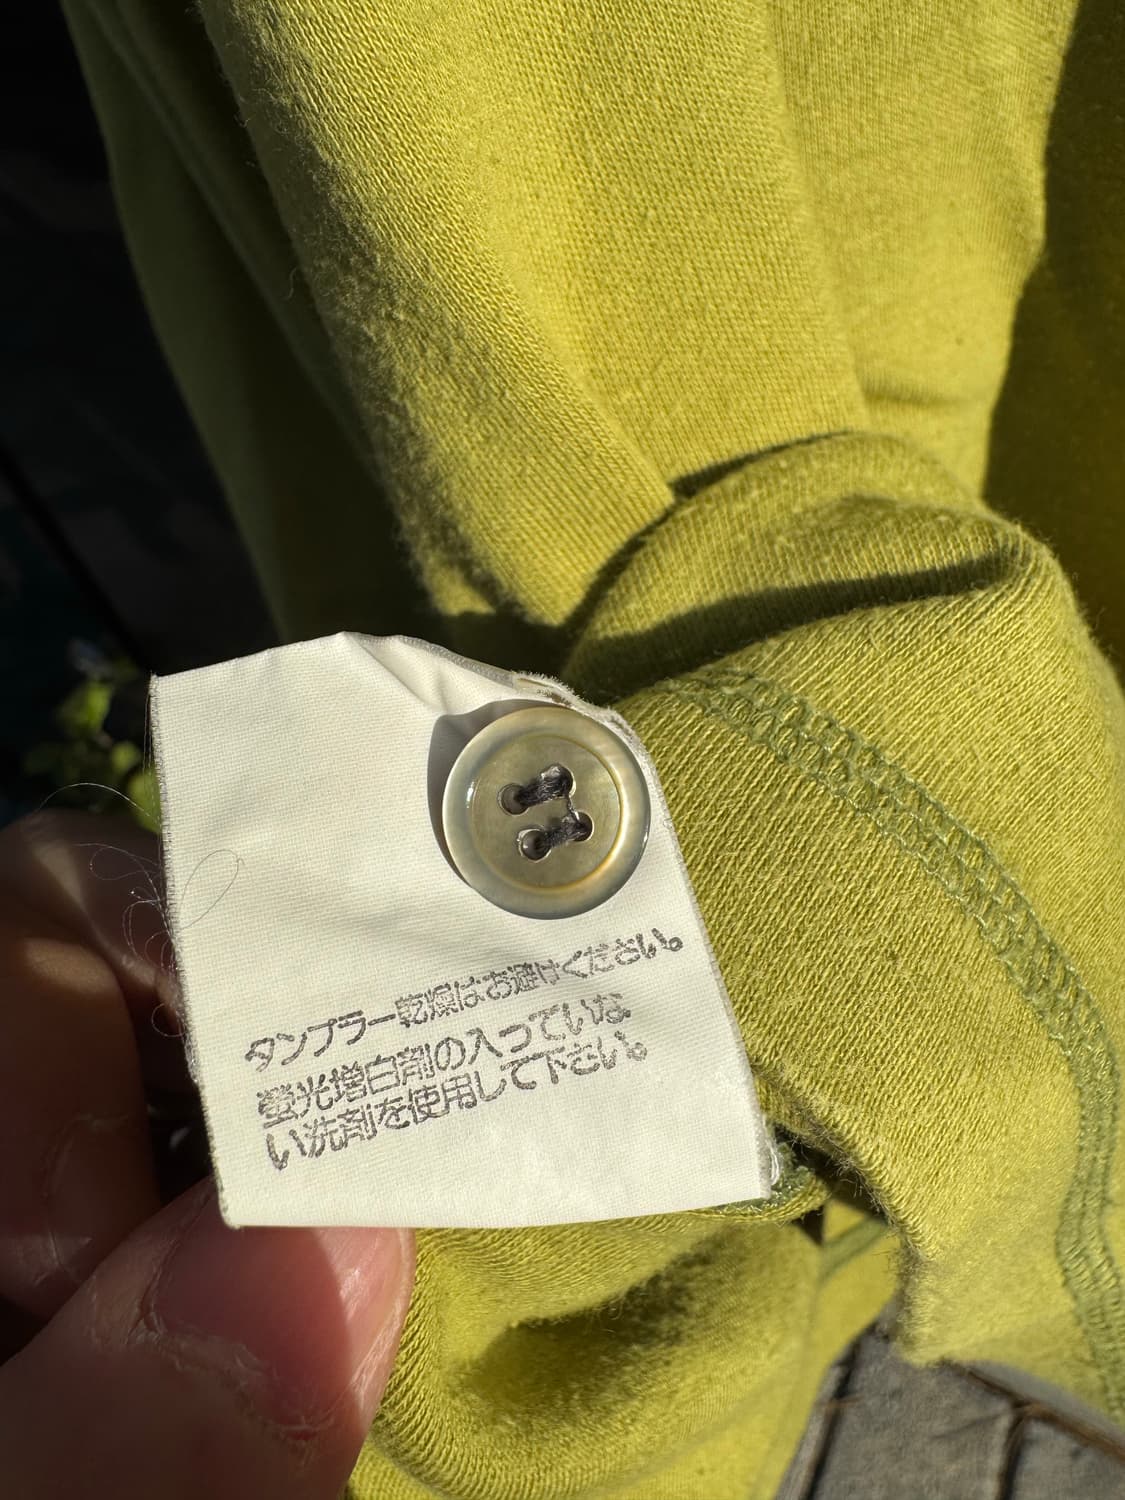 タンブラー乾燥はお避けください。
螢光増白剤の入っていな
い洗剤を使用して下さい。